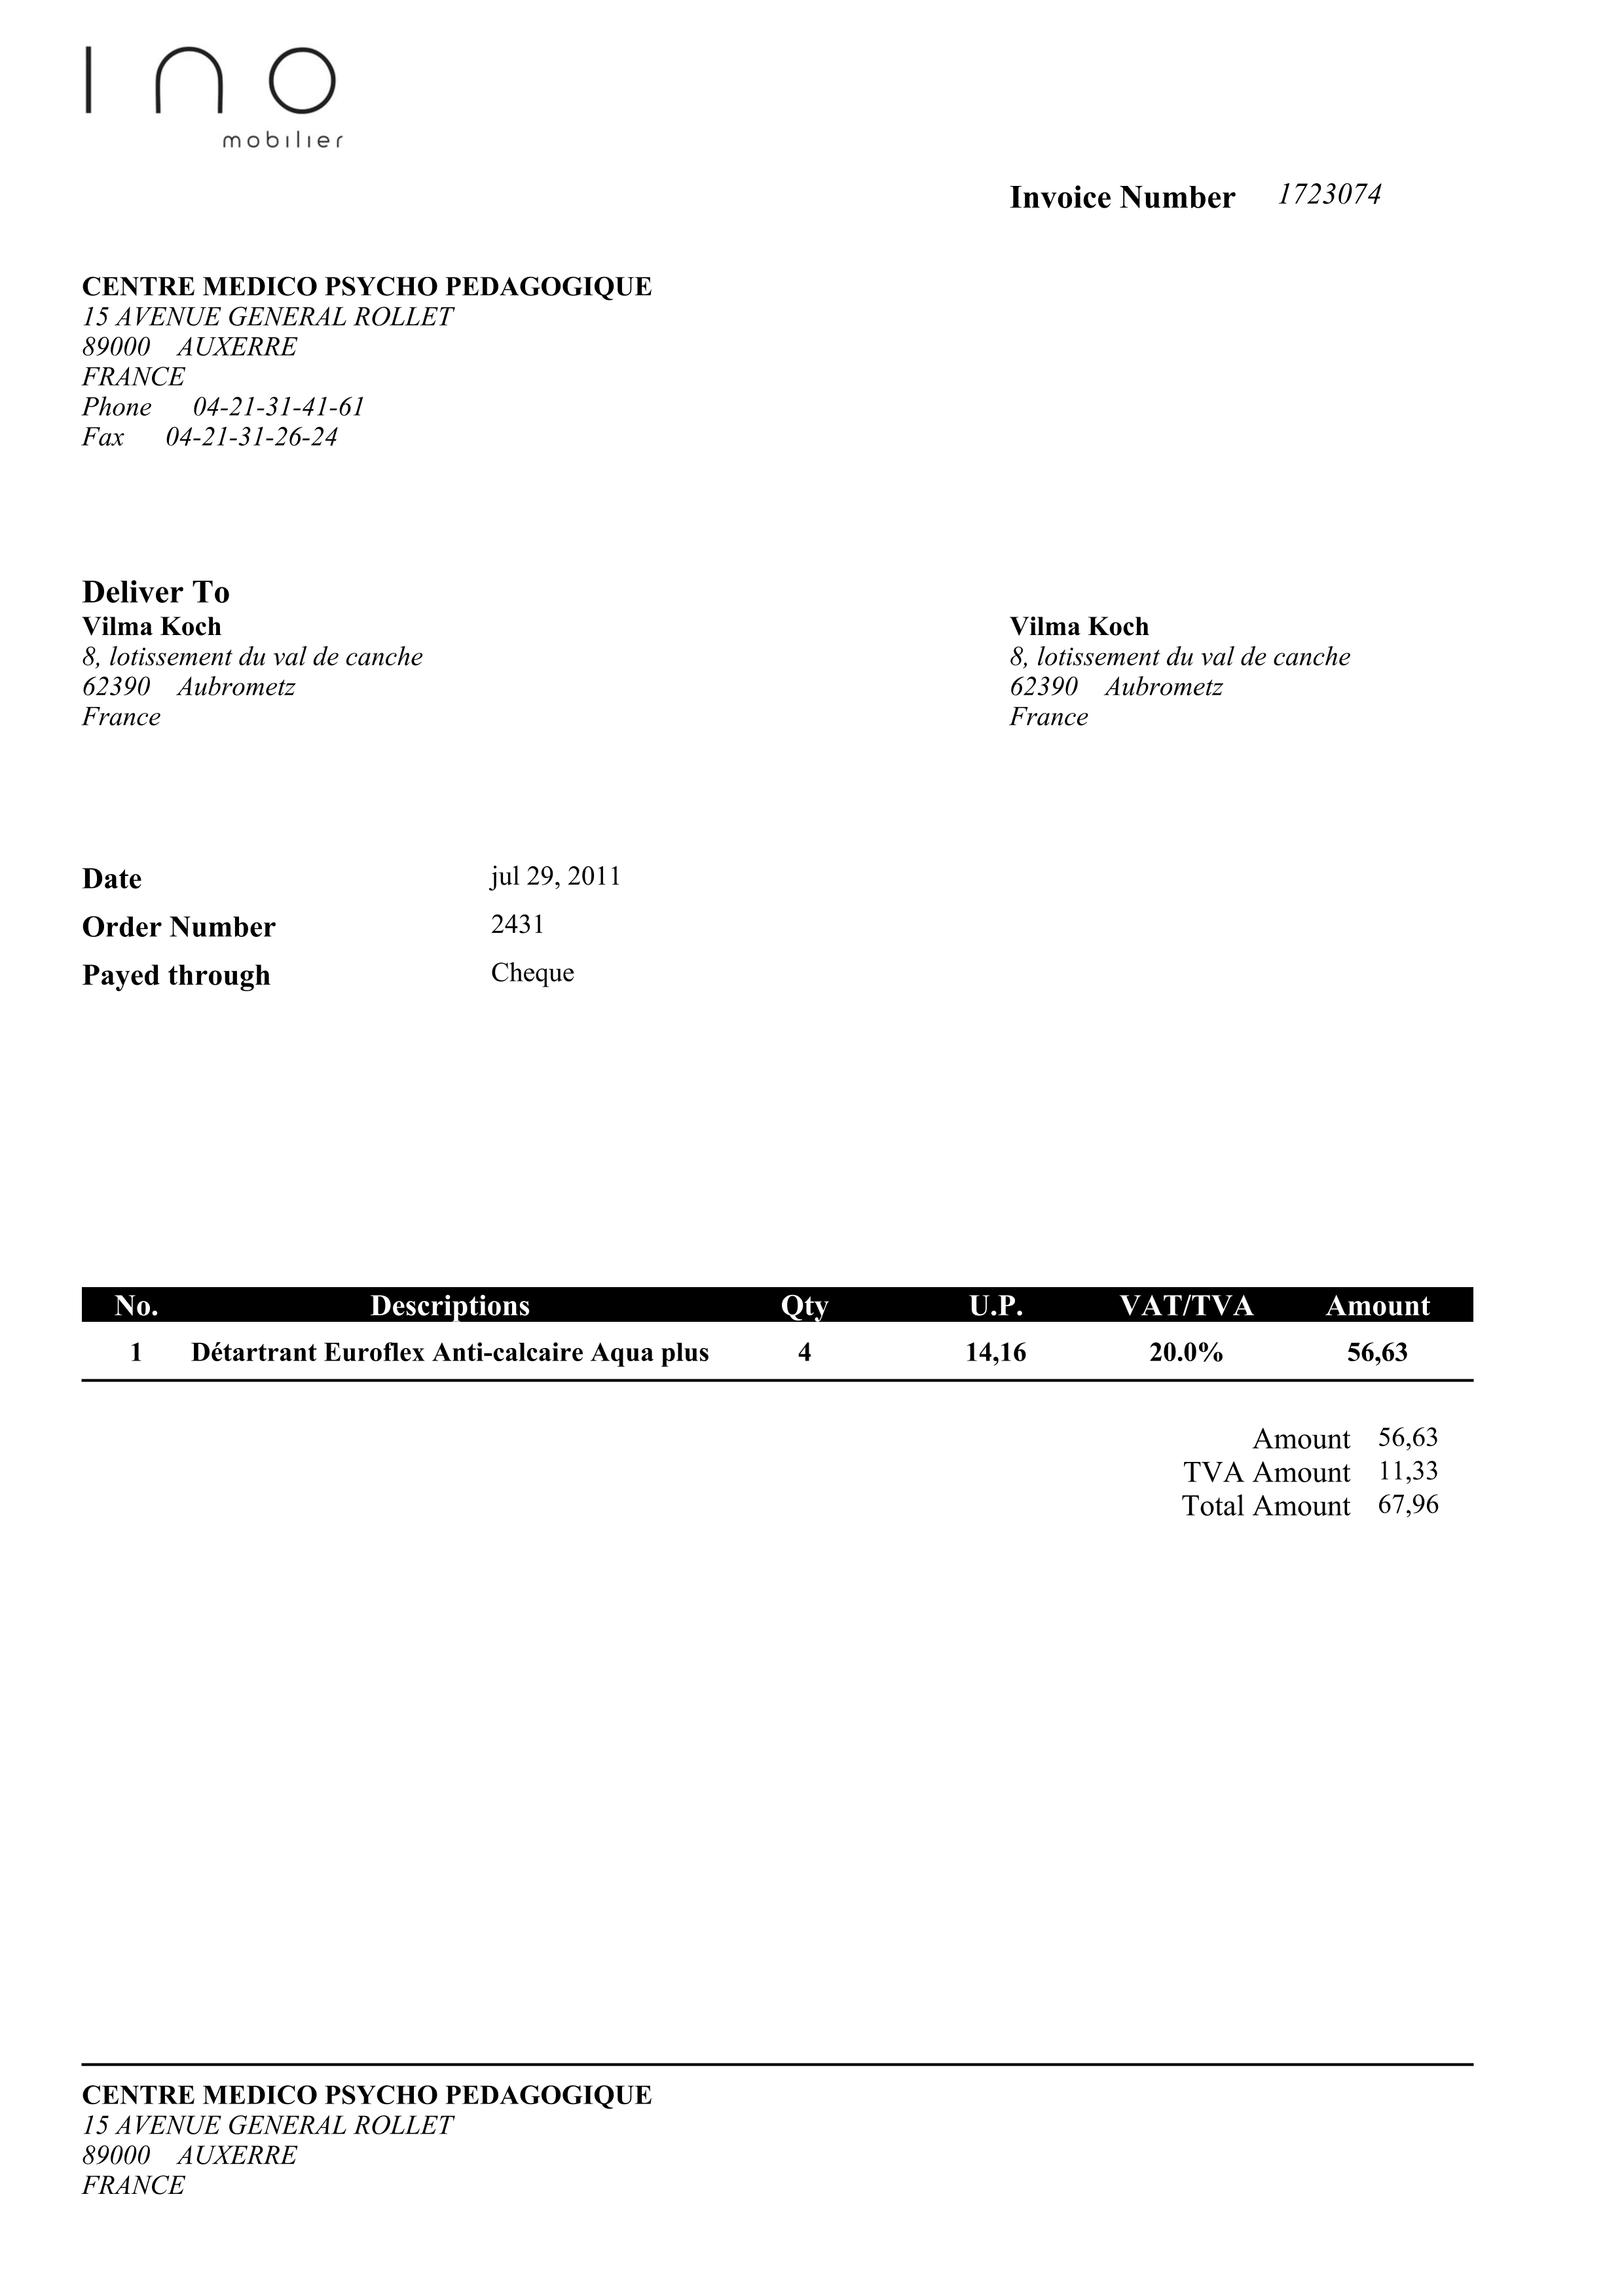 Ino
mobilier
Invoice Number 1723074
CENTRE MEDICO PSYCHO PEDAGOGIQUE
15 AVENUE GENERAL ROLLET
89000 AUXERRE
FRANCE
Phone 04-21-31-41-61
Fax 04-21-31-26-24
Deliver To
Vilma Koch
8, lotissement du val de canche
62390 Aubrometz
France
Vilma Koch
8, lotissement du val de canche
62390 Aubrometz
France
Date jul 29, 2011
Order Number 2431
Payed through Cheque
No. Descriptions Qty U.P. VAT/TVA Amount
1 Détartrant Euroflex Anti-calcaire Aqua plus 4 14,16 20.0% 56,63
Amount 56,63
TVA Amount 11,33
Total Amount 67,96
CENTRE MEDICO PSYCHO PEDAGOGIQUE
15 AVENUE GENERAL ROLLET
89000 AUXERRE
FRANCE